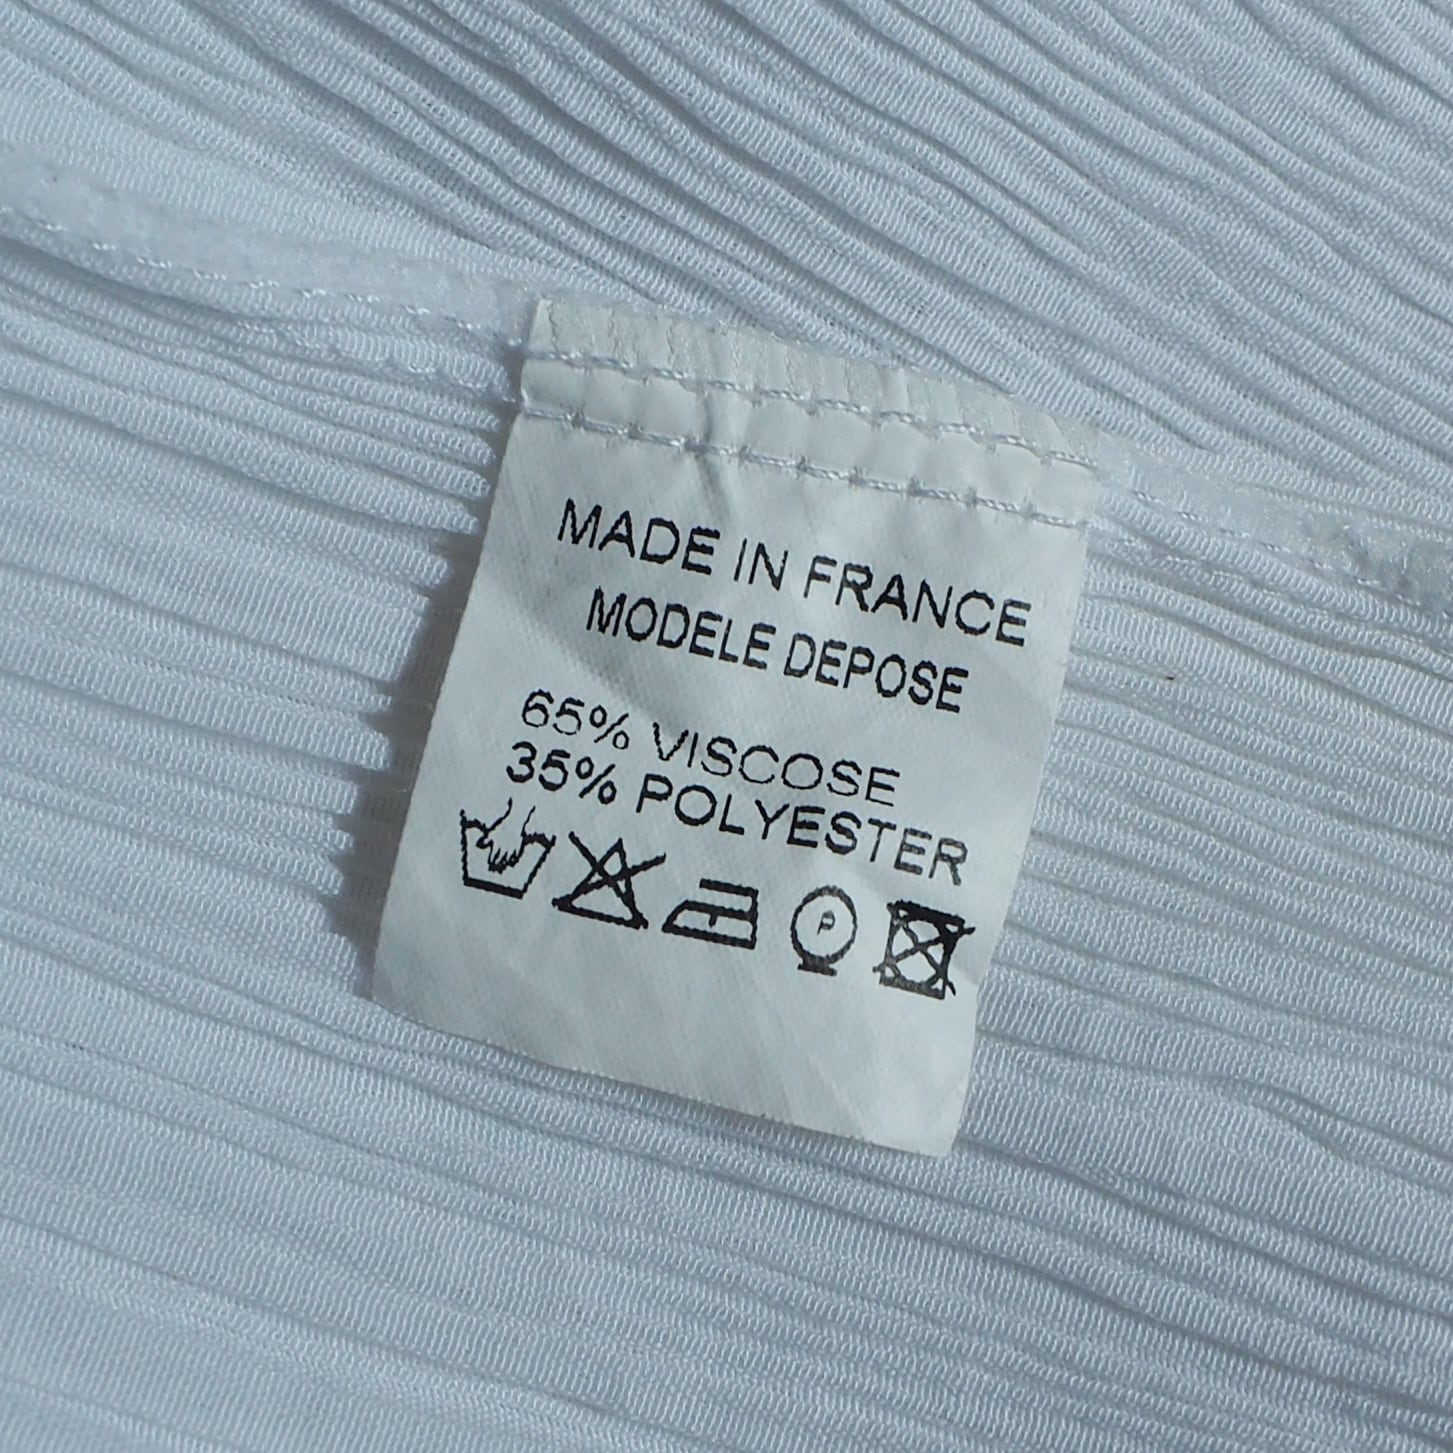 MADE IN FRANCE
MODELE DEPOSE
65% VISCOSE
35% POLYESTER
P